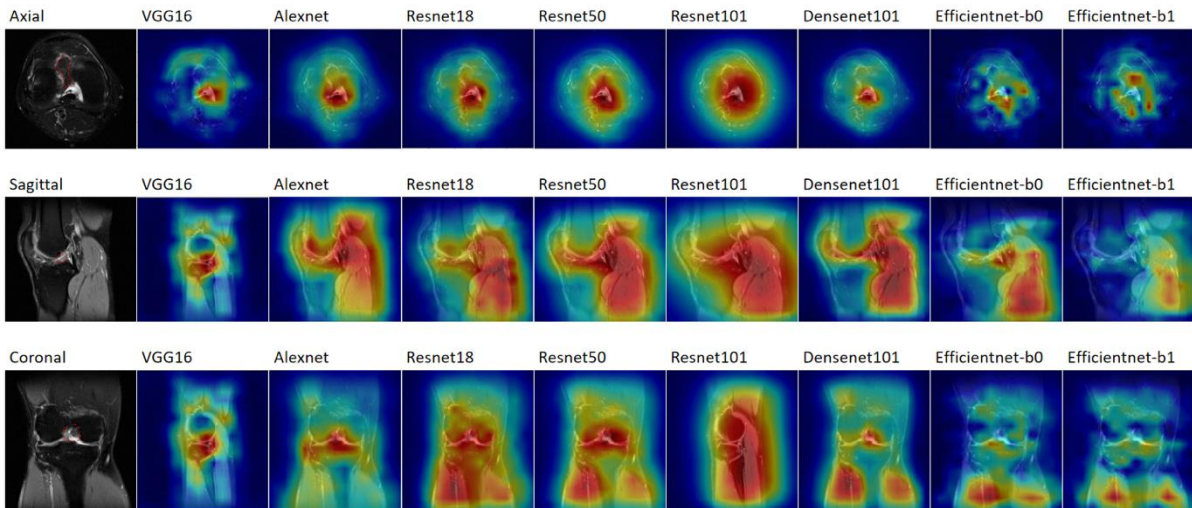 Axial VGG16 Alexnet Resnet18 Resnet50 Resnet101 Densenet101 Efficientnet-b0 Efficientnet-b1
Sagittal VGG16 Alexnet Resnet18 Resnet50 Resnet101 Densenet101 Efficientnet-b0 Efficientnet-b1
Coronal VGG16 Alexnet Resnet18 Resnet50 Resnet101 Densenet101 Efficientnet-b0 Efficientnet-b1